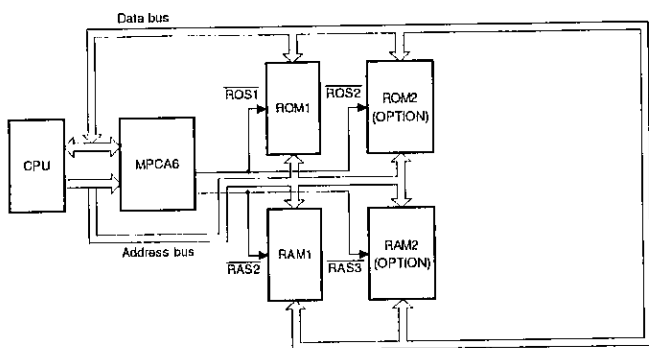 Data bus
ROS1
ROM1
ROS2
ROM2
(OPTION)
CPU
MPCA6
Address bus
RAS2
RAM1
RAS3
RAM2
(OPTION)